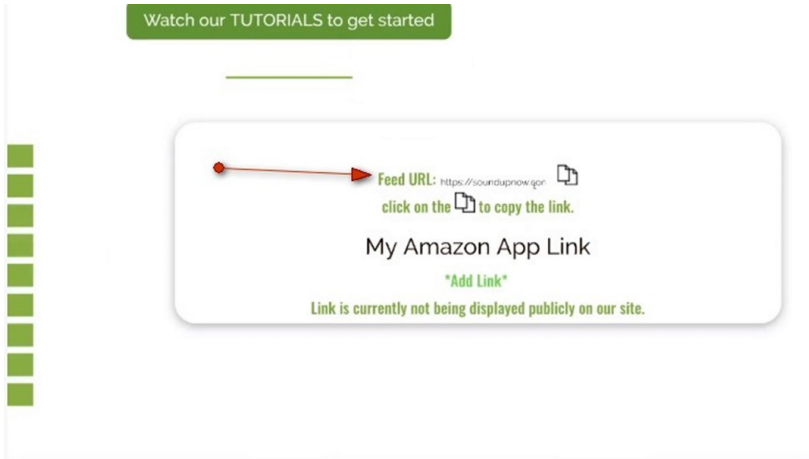 Watch our TUTORIALS to get started
Feed URL: https://soundupnow.qor
click on the to copy the link.
My Amazon App Link
*Add Link*
Link is currently not being displayed publicly on our site.